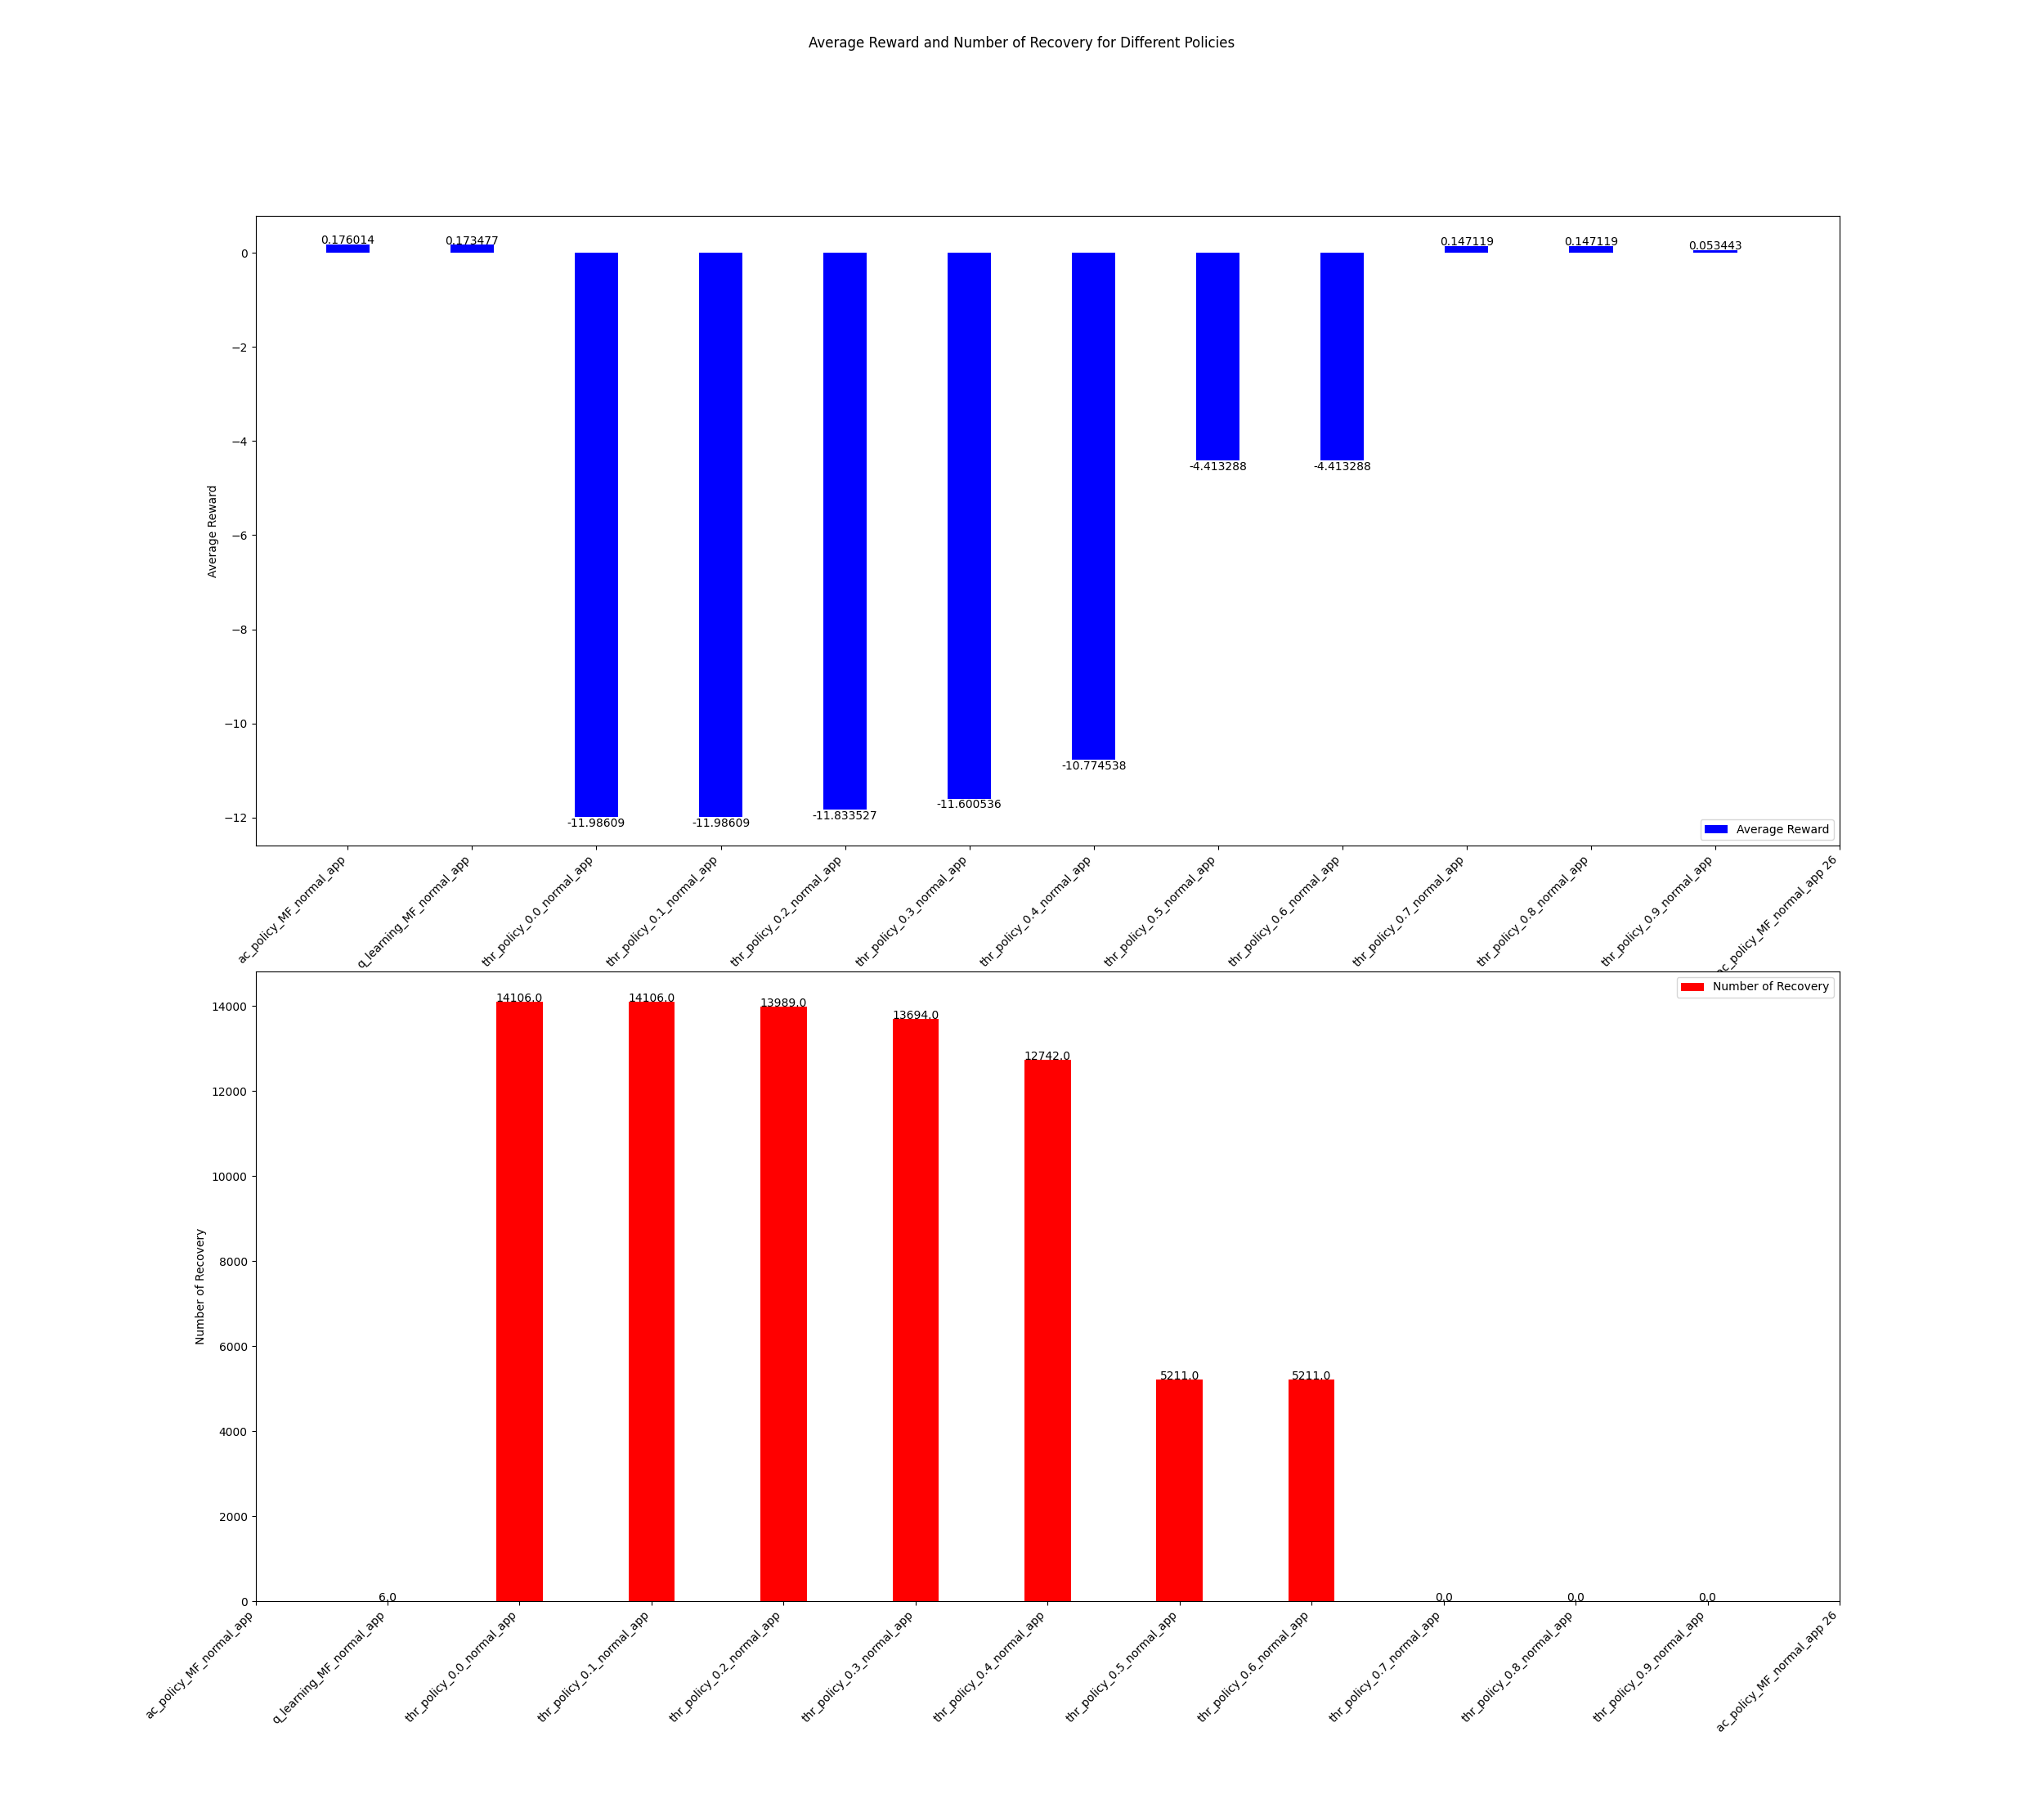 Average Reward and Number of Recovery for Different Policies
0.176014
0.173477
-11.98609
-11.98609
-11.833527
-11.600536
-10.774538
-4.413288
-4.413288
0.147119
0.147119
0.053443
0
−2
−4
−6
−8
−10
−12
Average Reward
Average Reward
ac_policy_MF_normal_app
q_learning_MF_normal_app
thr_policy_0.0_normal_app
thr_policy_0.1_normal_app
thr_policy_0.2_normal_app
thr_policy_0.3_normal_app
thr_policy_0.4_normal_app
thr_policy_0.5_normal_app
thr_policy_0.6_normal_app
thr_policy_0.7_normal_app
thr_policy_0.8_normal_app
thr_policy_0.9_normal_app
ac_policy_MF_normal_app 26
Number of Recovery
14000
12000
10000
8000
6000
4000
2000
0
Number of Recovery
6.0
14106.0
14106.0
13989.0
13694.0
12742.0
5211.0
5211.0
0.0
0.0
0.0
ac_policy_MF_normal_app
q_learning_MF_normal_app
thr_policy_0.0_normal_app
thr_policy_0.1_normal_app
thr_policy_0.2_normal_app
thr_policy_0.3_normal_app
thr_policy_0.4_normal_app
thr_policy_0.5_normal_app
thr_policy_0.6_normal_app
thr_policy_0.7_normal_app
thr_policy_0.8_normal_app
thr_policy_0.9_normal_app
ac_policy_MF_normal_app 26